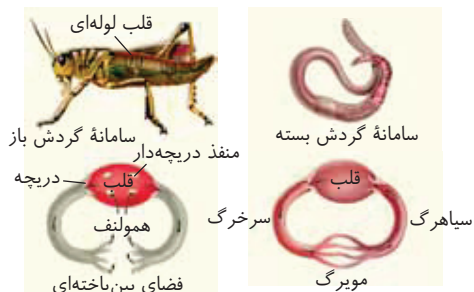 قلب لوله‌ای
سامانهٔ گردش باز
سامانهٔ گردش بسته
منفذ دریچه‌دار
دریچه
قلب
همولنف
فضای بین‌یاخته‌ای
قلب
سرخرگ
سیاهرگ
مویرگ